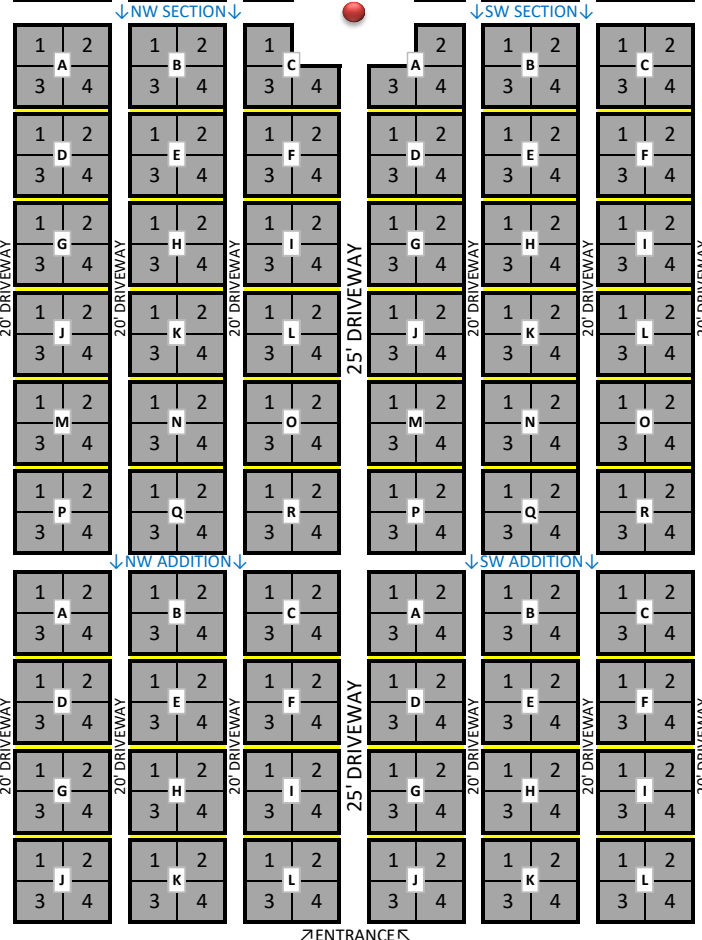 ↓NW SECTION↓ ↓SW SECTION↓
1 2 1 2 1 2 1 2 1 2
A B C A B C
3 4 3 4 3 4 3 4 3 4 3 4
1 2 1 2 1 2 1 2 1 2 1 2
D E F D E F
3 4 3 4 3 4 3 4 3 4 3 4
1 2 1 2 1 2 1 2 1 2 1 2
G H I G H I
3 4 3 4 3 4 3 4 3 4 3 4
20' DRIVEWAY 20' DRIVEWAY 20' DRIVEWAY 25' DRIVEWAY 20' DRIVEWAY 20' DRIVEWAY 20' DRIVEWAY
1 2 1 2 1 2 1 2 1 2 1 2
J K L J K L
3 4 3 4 3 4 3 4 3 4 3 4
1 2 1 2 1 2 1 2 1 2 1 2
M N O M N O
3 4 3 4 3 4 3 4 3 4 3 4
1 2 1 2 1 2 1 2 1 2 1 2
P Q R P Q R
3 4 3 4 3 4 3 4 3 4 3 4
↓NW ADDITION↓ ↓SW ADDITION↓
1 2 1 2 1 2 1 2 1 2 1 2
A B C A B C
3 4 3 4 3 4 3 4 3 4 3 4
1 2 1 2 1 2 1 2 1 2 1 2
D E F D E F
3 4 3 4 3 4 3 4 3 4 3 4
20' DRIVEWAY 20' DRIVEWAY 20' DRIVEWAY 25' DRIVEWAY 20' DRIVEWAY 20' DRIVEWAY 20' DRIVEWAY
1 2 1 2 1 2 1 2 1 2 1 2
G H I G H I
3 4 3 4 3 4 3 4 3 4 3 4
1 2 1 2 1 2 1 2 1 2 1 2
J K L J K L
3 4 3 4 3 4 3 4 3 4 3 4
↗ENTRANCE↖